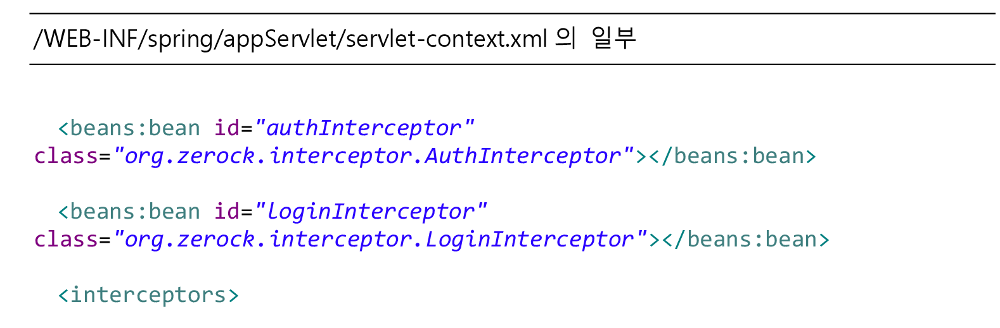 /WEB-INF/spring/appServlet/servlet-context.xml 의 일부
<beans:bean id="authInterceptor"
class="org.zerock.interceptor.AuthInterceptor"></beans:bean>
<beans:bean id="loginInterceptor"
class="org.zerock.interceptor.LoginInterceptor"></beans:bean>
<interceptors>